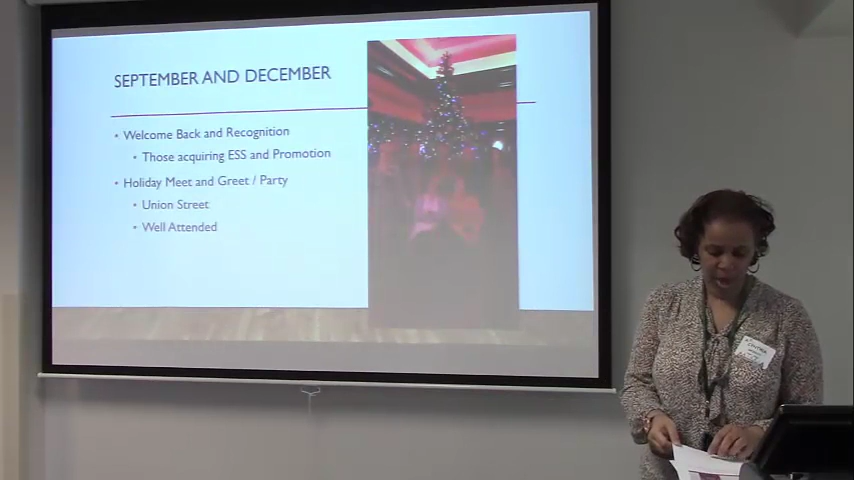 SEPTEMBER AND DECEMBER
• Welcome Back and Recognition
• Those acquiring ESS and Promotion
• Holiday Meet and Greet / Party
• Union Street
• Well Attended